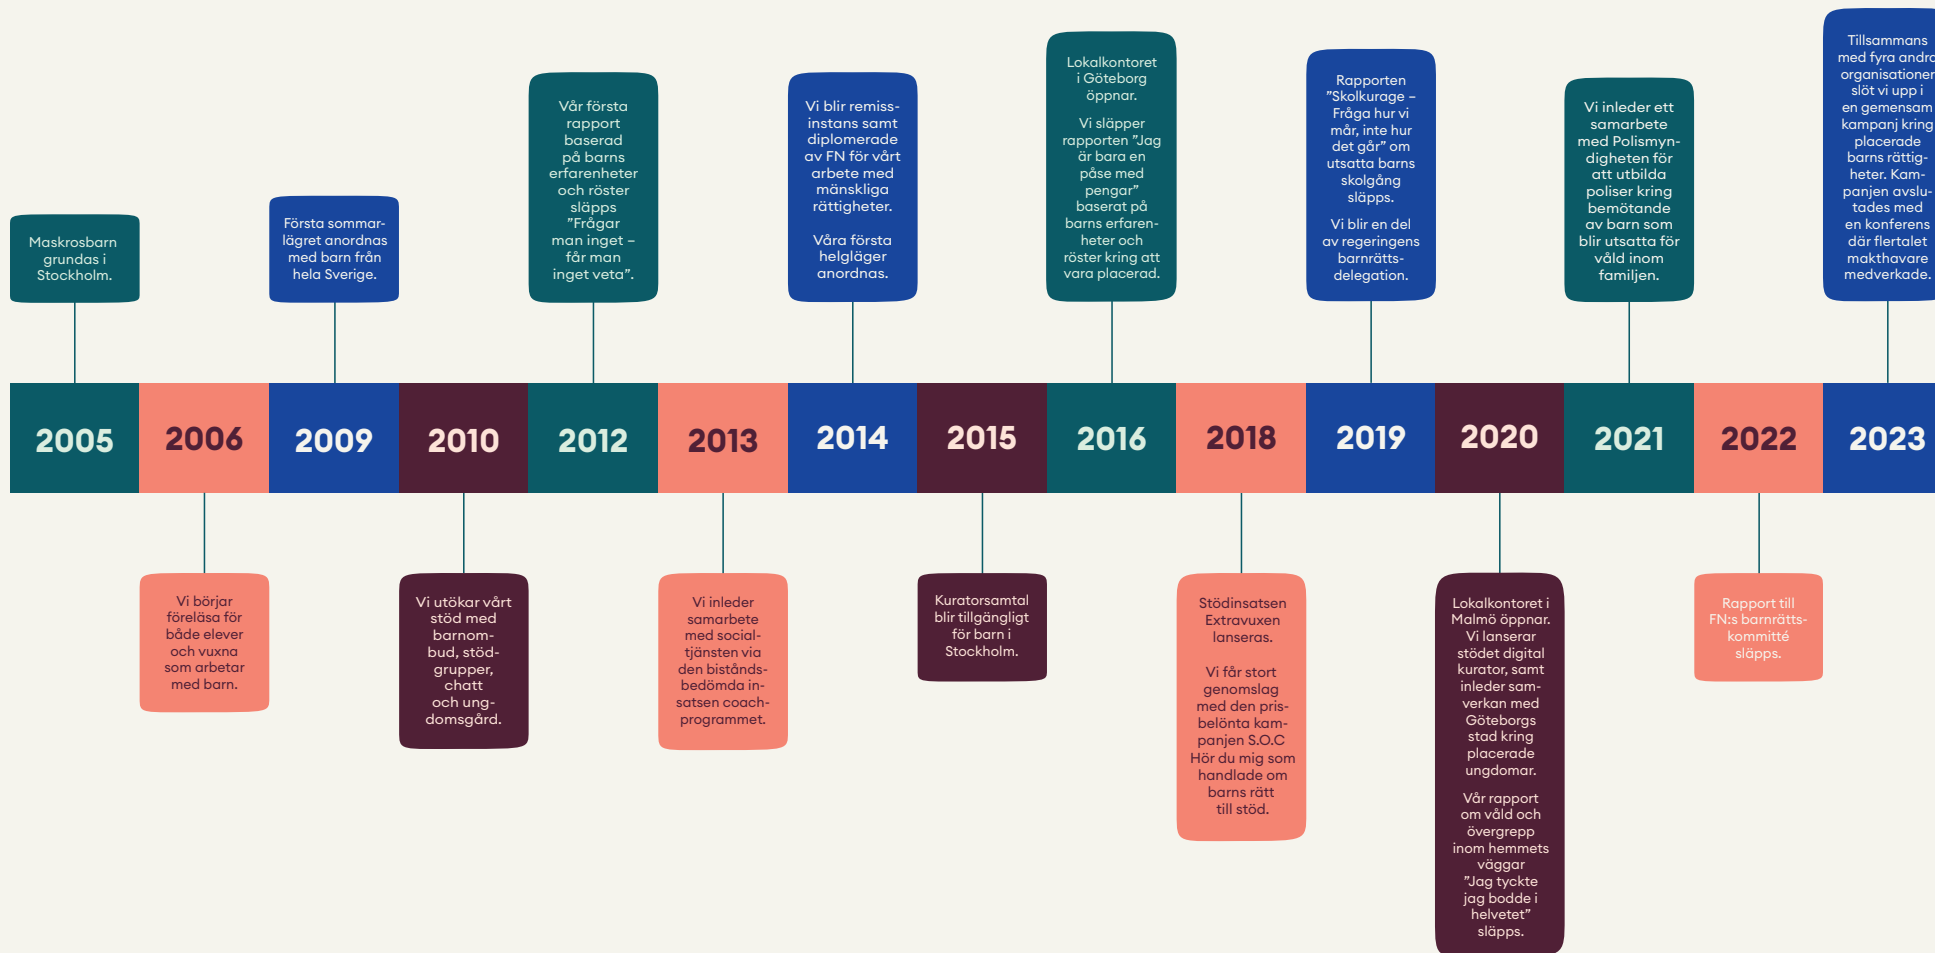 Maskrosbarn
grundas i
Stockholm.
Första sommar-
lägret anordnas
med barn från
hela Sverige.
Vår första
rapport
baserad
på barns
erfarenheter
och röster
släpps
”Frågar
man inget –
får man
inget veta”.
Vi blir remiss-
instans samt
diplomerade
av FN för vårt
arbete med
mänskliga
rättigheter.
Våra första
helgläger
anordnas.
Lokalkontoret
i Göteborg
öppnar.
Vi släpper
rapporten ”Jag
är bara en
påse med
pengar”
baserat på
barns erfaren-
heter och
röster kring att
vara placerad.
Rapporten
”Skolkurage –
Fråga hur vi
mår, inte hur
det går” om
utsatta barns
skolgång
släpps.
Vi blir en del
av regeringens
barnrätts-
delegation.
Vi inleder ett
samarbete
med Polismyn-
digheten för
att utbilda
poliser kring
bemötande
av barn som
blir utsatta för
våld inom
familjen.
Tillsammans
med fyra andra
organisationer
slöt vi upp i
en gemensam
kampanj kring
placerade
barns rättig-
heter. Kam-
panjen avslu-
tades med
en konferens
där flertalet
makthavare
medverkade.
2005
2006
2009
2010
2012
2013
2014
2015
2016
2018
2019
2020
2021
2022
2023
Vi börjar
föreläsa för
både elever
och vuxna
som arbetar
med barn.
Vi utökar vårt
stöd med
barnom-
bud, stöd-
grupper,
chatt
och ung-
domsgård.
Vi inleder
samarbete
med social-
tjänsten via
den bistånds-
bedömda in-
satsen coach-
programmet.
Kuratorsamtal
blir tillgängligt
för barn i
Stockholm.
Stödinsatsen
Extravuxen
lanseras.
Vi får stort
genomslag
med den pris-
belönta kam-
panjen S.O.C
Hör du mig som
handlade om
barns rätt
till stöd.
Lokalkontoret i
Malmö öppnar.
Vi lanserar
stödet digital
kurator, samt
inleder sam-
verkan med
Göteborgs
stad kring
placerade
ungdomar.
Vår rapport
om våld och
övergrepp
inom hemmets
väggar
”Jag tyckte
jag bodde i
helvetet”
släpps.
Rapport till
FN:s barnrätts-
kommitté
släpps.